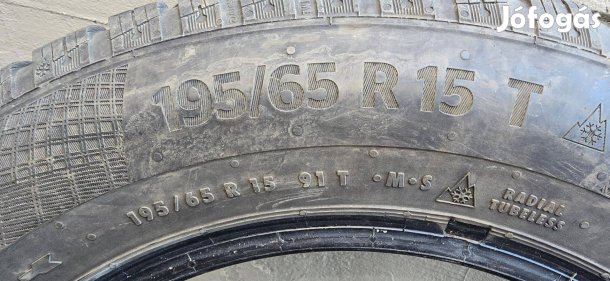 Jófogás
195/65 R 15 T
195/65 R 15 91 T •M•S RADIAL
TUBELESS